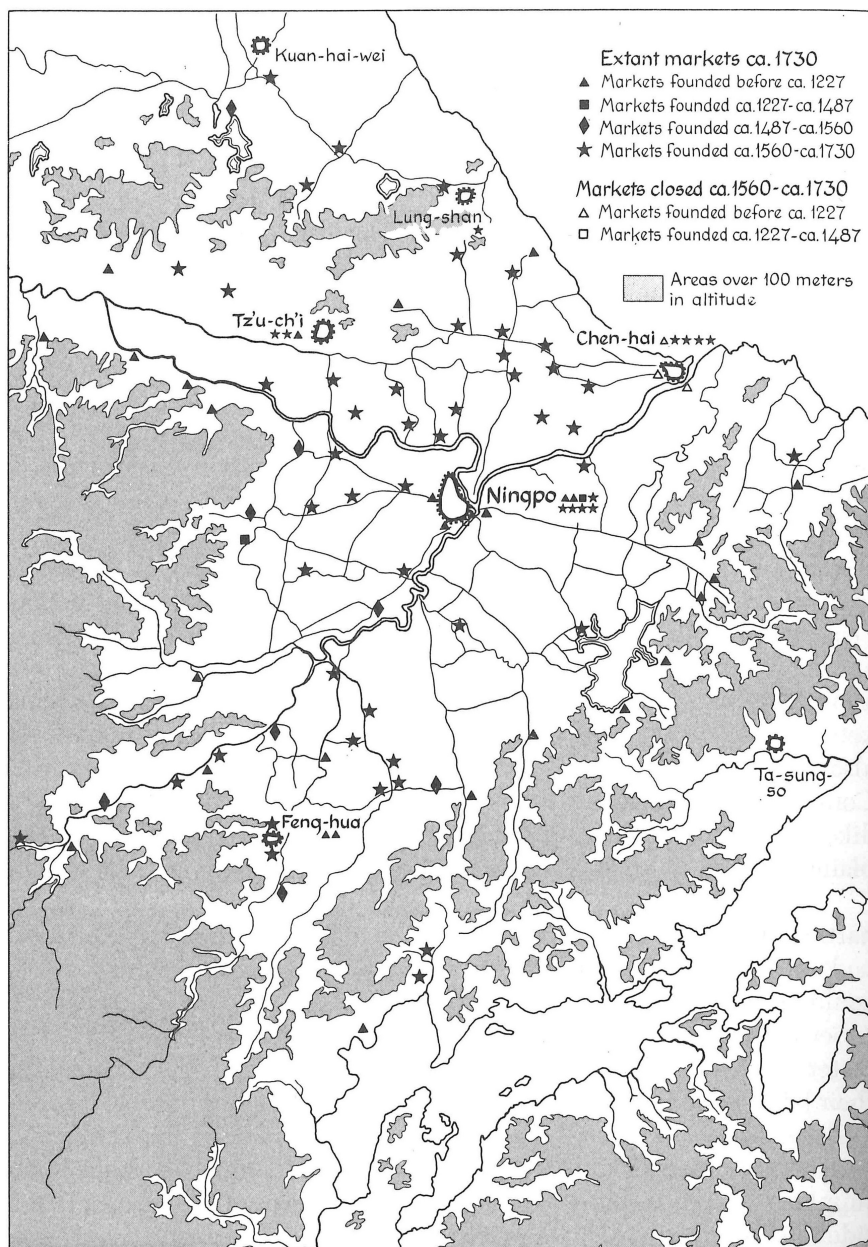 Kuan-hai-wei
Extant markets ca. 1730
Markets founded before ca. 1227
Markets founded ca. 1227-ca. 1487
Markets founded ca. 1487-ca. 1560
Markets founded ca. 1560-ca. 1730
Markets closed ca. 1560-ca. 1730
Markets founded before ca. 1227
Markets founded ca. 1227-ca. 1487
Areas over 100 meters
in altitude
Lung-shan
Tz'u-ch'i
Chen-hai
Ningpo
Ta-sung-
so
Feng-hua